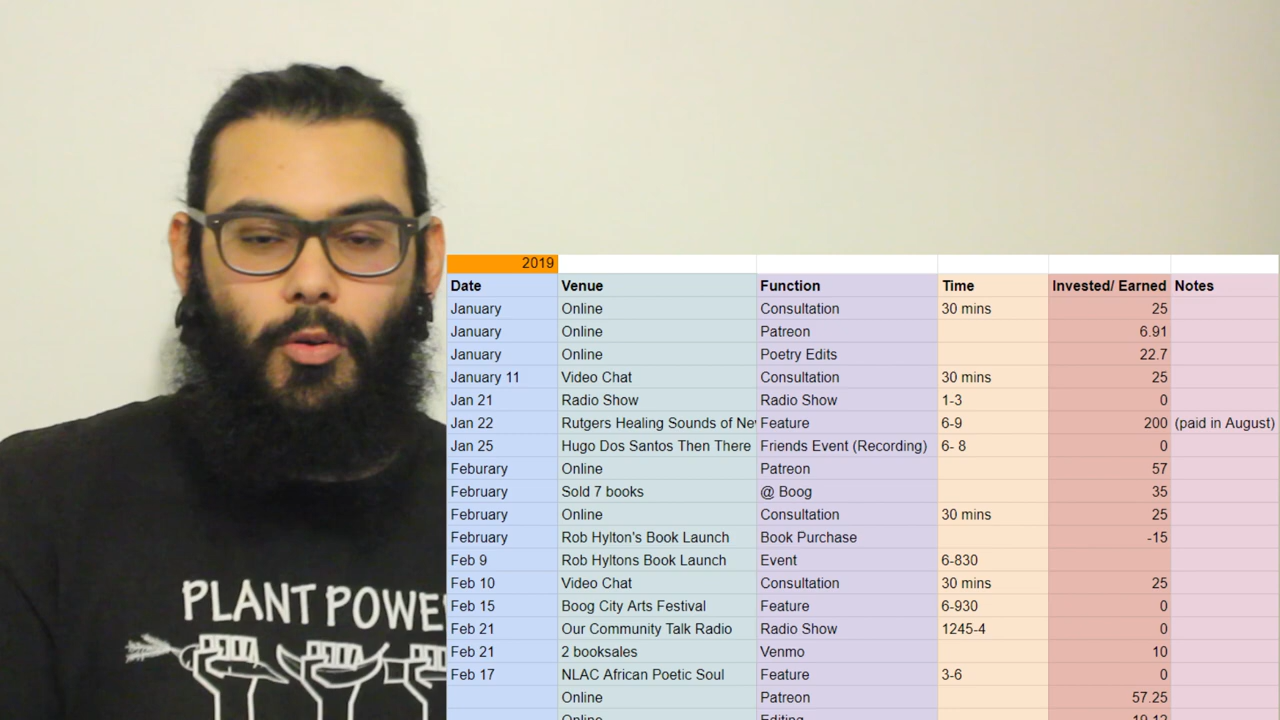 2019
Date Venue Function Time Invested/ Earned Notes
January Online Consultation 30 mins 25
January Online Patreon 6.91
January Online Poetry Edits 22.7
January 11 Video Chat Consultation 30 mins 25
Jan 21 Radio Show Radio Show 1-3 0
Jan 22 Rutgers Healing Sounds of Feature 6-9 200 (paid in August)
Jan 25 Hugo Dos Santos Then There Friends Event (Recording) 6- 8 0
Feburary Online Patreon 57
February Sold 7 books @ Boog 35
February Online Consultation 30 mins 25
February Rob Hylton's Book Launch Book Purchase -15
Feb 9 Rob Hyltons Book Launch Event 6-830
Feb 10 Video Chat Consultation 30 mins 25
Feb 15 Boog City Arts Festival Feature 6-930 0
Feb 21 Our Community Talk Radio Radio Show 1245-4 0
Feb 21 2 booksales Venmo 10
Feb 17 NLAC African Poetic Soul Feature 3-6 0
Online Patreon 57.25
Online Editing 19.12
PLANT POWE